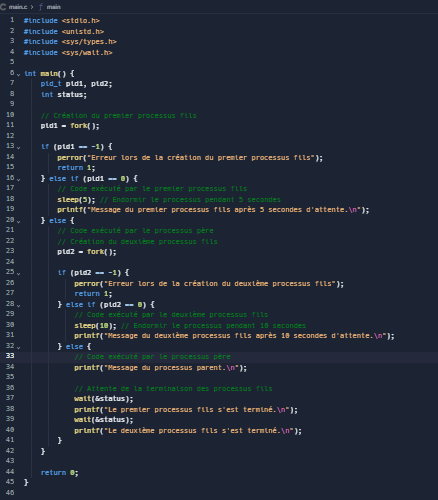 main.c > main
1 #include <stdio.h>
2 #include <unistd.h>
3 #include <sys/types.h>
4 #include <sys/wait.h>
5
6 int main() {
7 pid_t pid1, pid2;
8 int status;
9
10 // Création du premier processus fils
11 pid1 = fork();
12
13 if (pid1 == -1) {
14 perror("Erreur lors de la création du premier processus fils");
15 return 1;
16 } else if (pid1 == 0) {
17 // Code exécuté par le premier processus fils
18 sleep(5); // Endormir le processus pendant 5 secondes
19 printf("Message du premier processus fils après 5 secondes d'attente.\n");
20 } else {
21 // Code exécuté par le processus père
22 // Création du deuxième processus fils
23 pid2 = fork();
24
25 if (pid2 == -1) {
26 perror("Erreur lors de la création du deuxième processus fils");
27 return 1;
28 } else if (pid2 == 0) {
29 // Code exécuté par le deuxième processus fils
30 sleep(10); // Endormir le processus pendant 10 secondes
31 printf("Message du deuxième processus fils après 10 secondes d'attente.\n");
32 } else {
33 // Code exécuté par le processus père
34 printf("Message du processus parent.\n");
35
36 // Attente de la terminaison des processus fils
37 wait(&status);
38 printf("Le premier processus fils s'est terminé.\n");
39 wait(&status);
40 printf("Le deuxième processus fils s'est terminé.\n");
41 }
42 }
43
44 return 0;
45 }
46